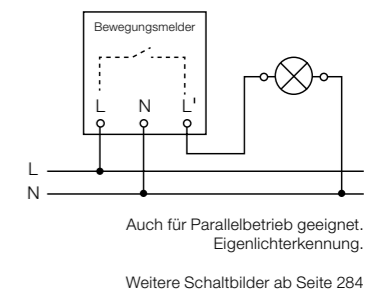 Bewegungsmelder
L N L'
L
N
Auch für Parallelbetrieb geeignet.
Eigenlichterkennung.
Weitere Schaltbilder ab Seite 284